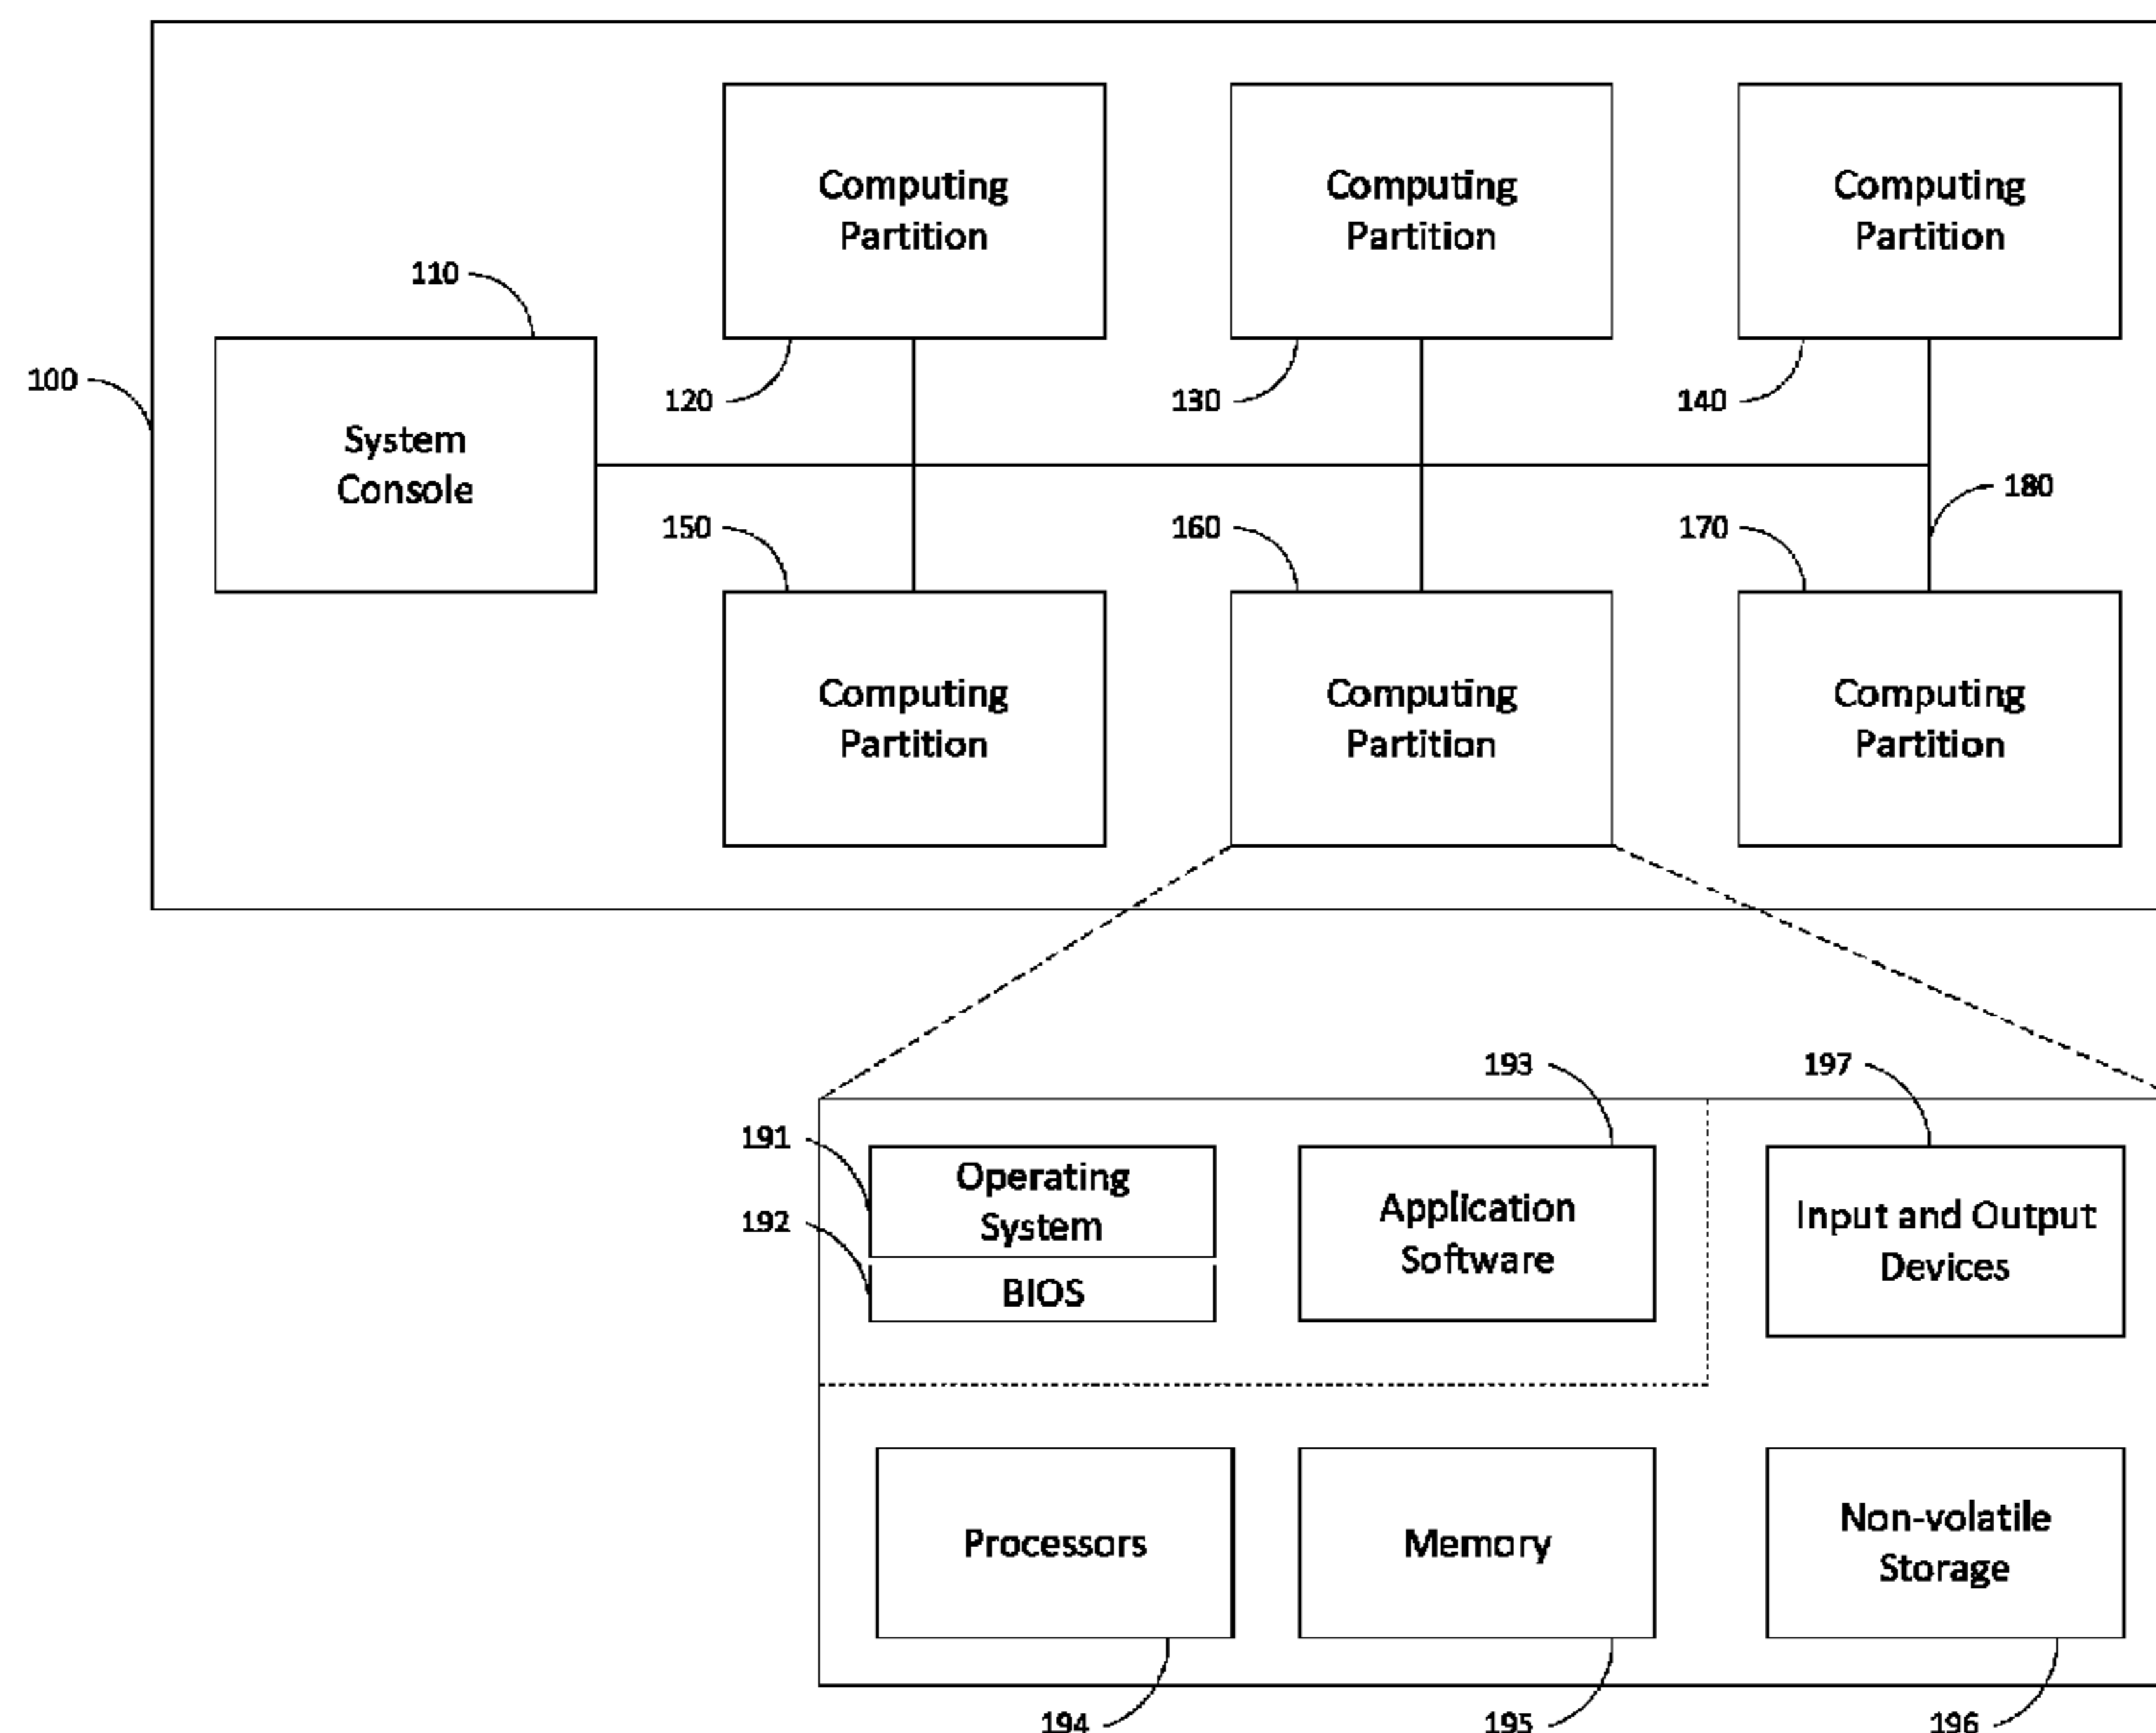 Computing
Partition
Computing
Partition
Computing
Partition
110
100
120
130
140
System
Console
180
150
160
170
Computing
Partition
Computing
Partition
Computing
Partition
193
197
191
Operating
System
Application
Software
Input and Output
Devices
192
BIOS
Processors
Memory
Non-volatile
Storage
194
195
196